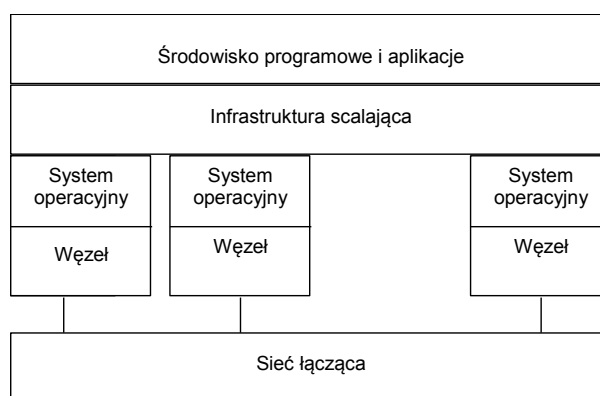 Środowisko programowe i aplikacje
Infrastruktura scalająca
System
operacyjny
System
operacyjny
System
operacyjny
Węzeł
Węzeł
Węzeł
Sieć łącząca